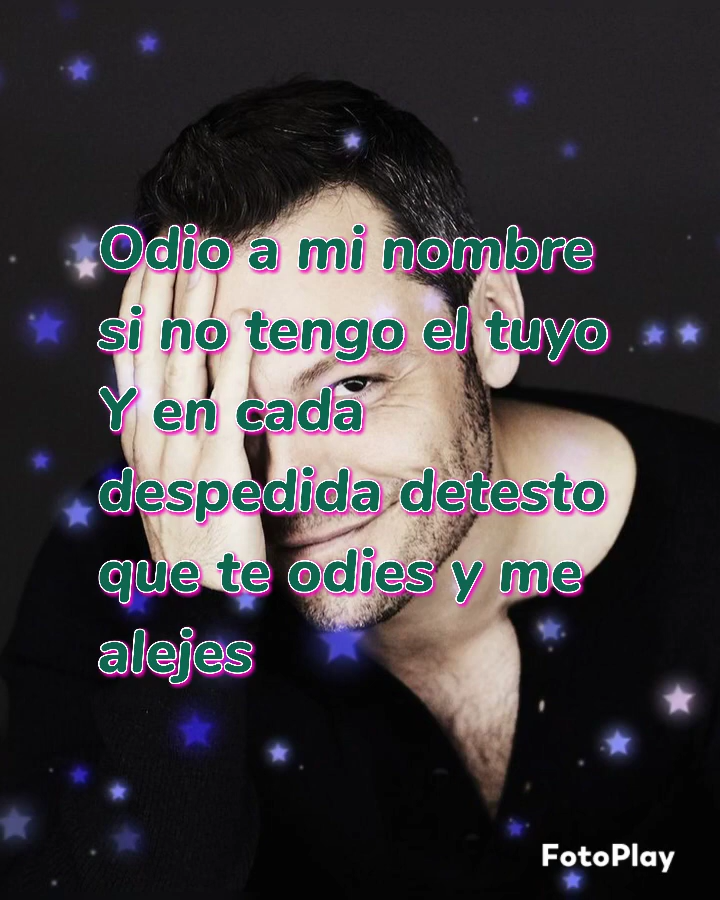 Odio a mi nombre
si no tengo el tuyo
Y en cada
despedida detesto
que te odies y me
alejes
FotoPlay